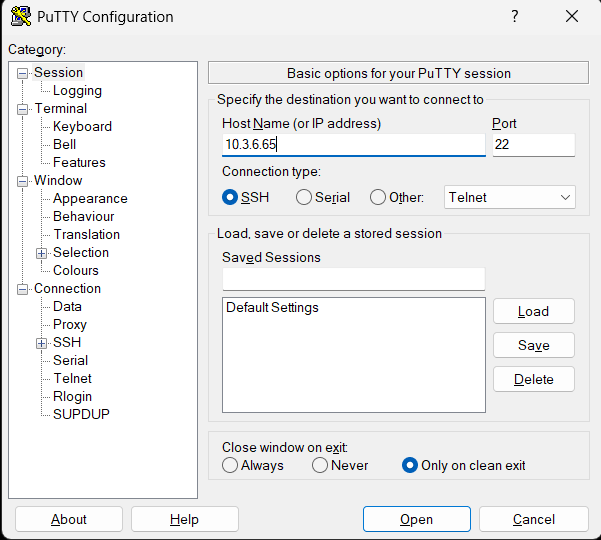 PuTTY Configuration
?
Category:
Session
Logging
Terminal
Keyboard
Bell
Features
Window
Appearance
Behaviour
Translation
Selection
Colours
Connection
Data
Proxy
SSH
Serial
Telnet
Rlogin
SUPDUP
Basic options for your PuTTY session
Specify the destination you want to connect to
Host Name (or IP address) Port
10.3.6.65 22
Connection type:
SSH Serial Other: Telnet
Load, save or delete a stored session
Saved Sessions
Default Settings
Load
Save
Delete
Close window on exit:
Always Never Only on clean exit
About Help Open Cancel